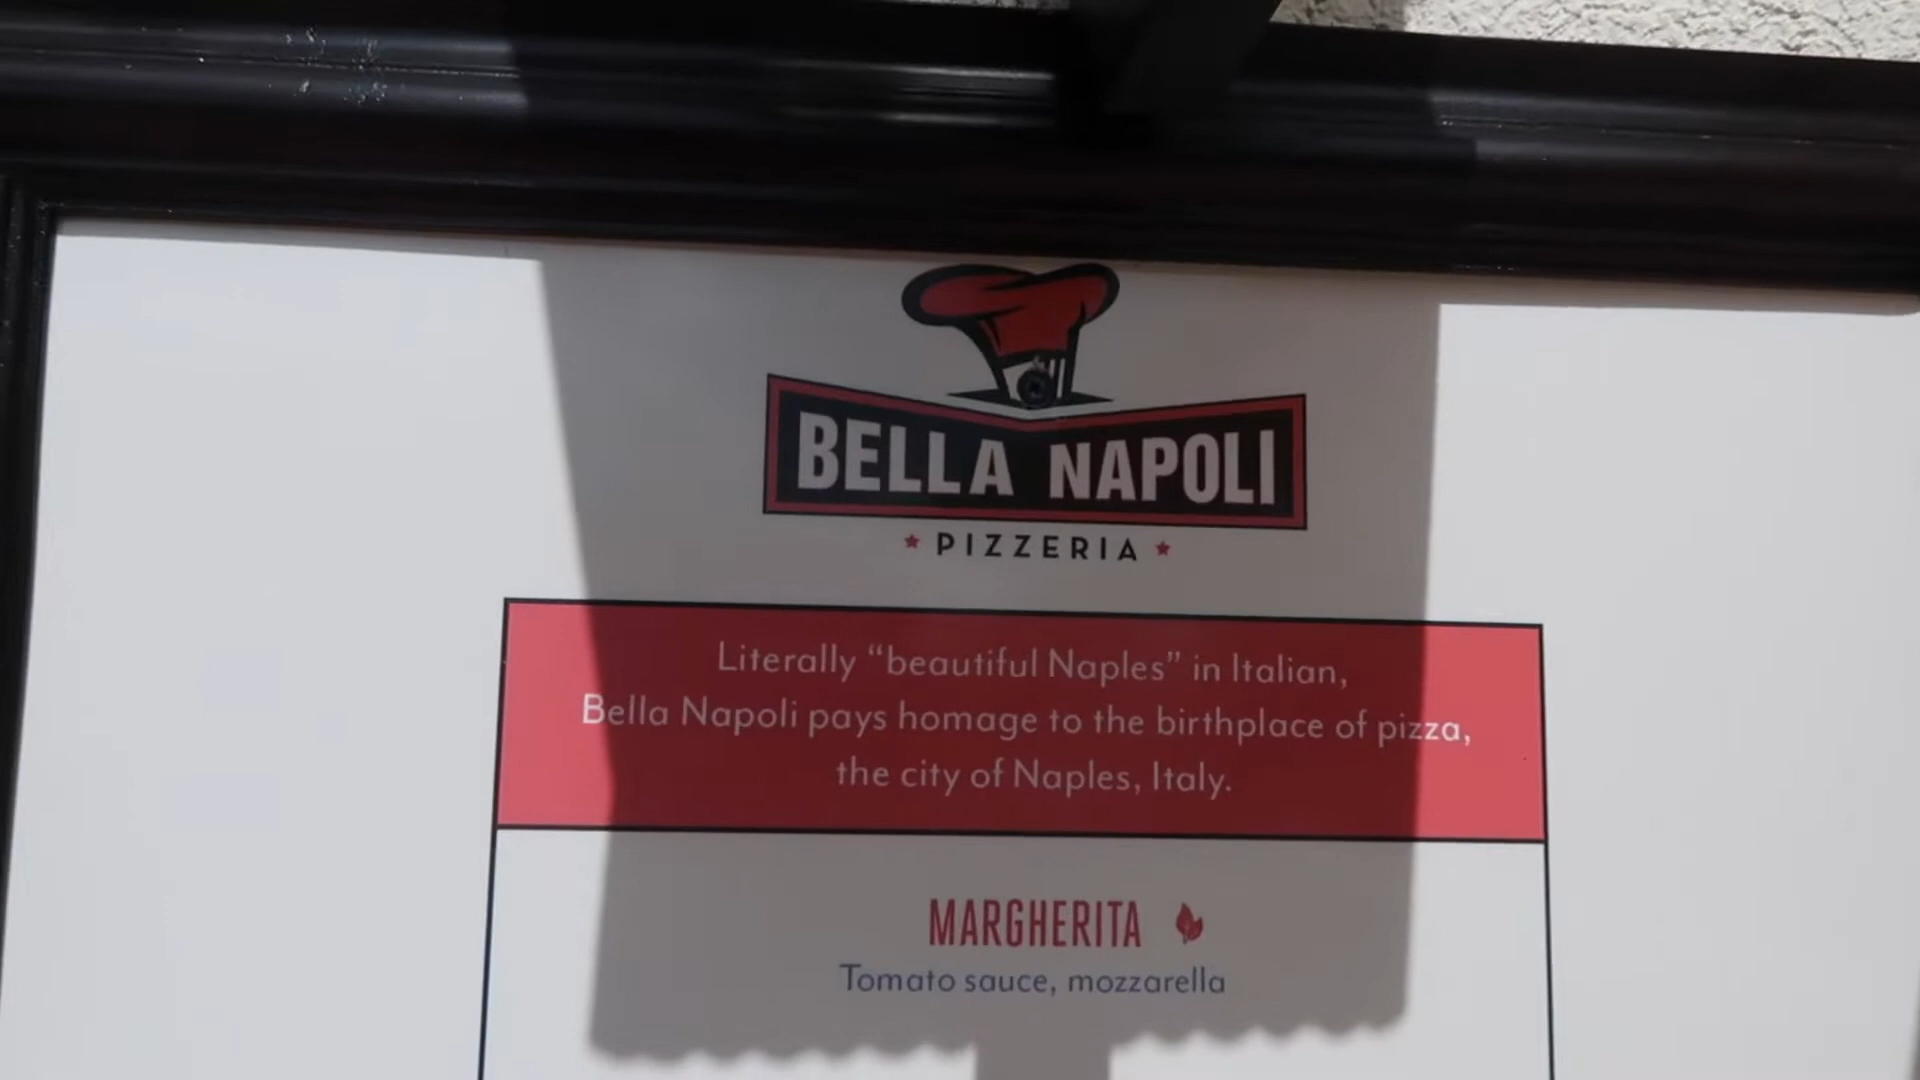 BELLA NAPOLI
PIZZERIA
Literally “beautiful Naples” in Italian,
Bella Napoli pays homage to the birthplace of pizza,
the city of Naples, Italy.
MARGHERITA
Tomato sauce, mozzarella